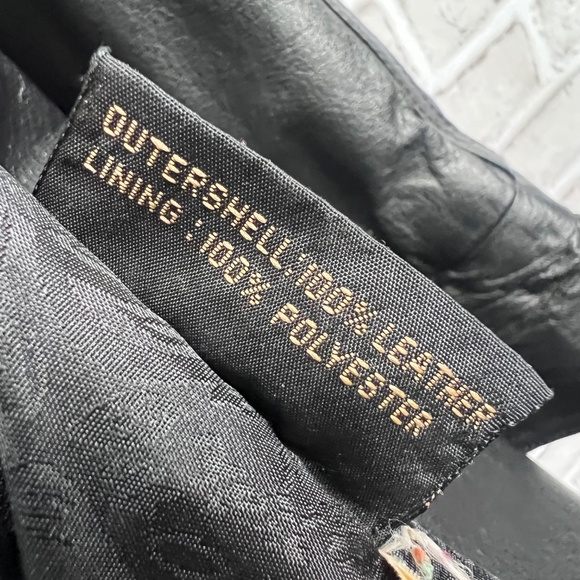 OUTERSHELL:100% LEATHER
LINING :100% POLYESTER